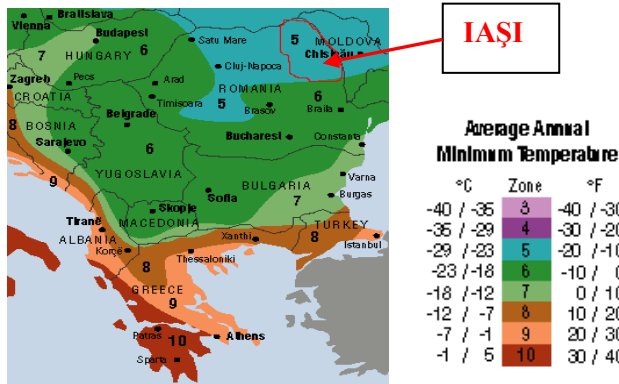 Vienna Bratislava
Budapest
7 HUNGARY 6
Satu Mare
5 MOLDOVA
Chisinău
IAŞI
Cluj-Napoca
Zagreb Pecs Arad
CROATIA Timisoara ROMANIA
5 Brasov 6 Braila
8 BOSNIA Belgrade
Sarajevo Bucharest Constanta
6
9 YUGOSLAVIA
Sofia BULGARIA Varna
7 Burgas
Tiranë Skopje
MACEDONIA
ALBANIA Xanthi 8 TURKEY
Korçë Thessaloniki Istanbul
8
GREECE
9
Patras 10 Athens
Sparta
Average Annual
Minimum Temperature
°C Zone °F
-40 / -35 3 -40 / -30
-35 / -29 4 -30 / -20
-29 / -23 5 -20 / -10
-23 / -18 6 -10 / 0
-18 / -12 7 0 / 10
-12 / -7 8 10 / 20
-7 / -1 9 20 / 30
-1 / 5 10 30 / 40